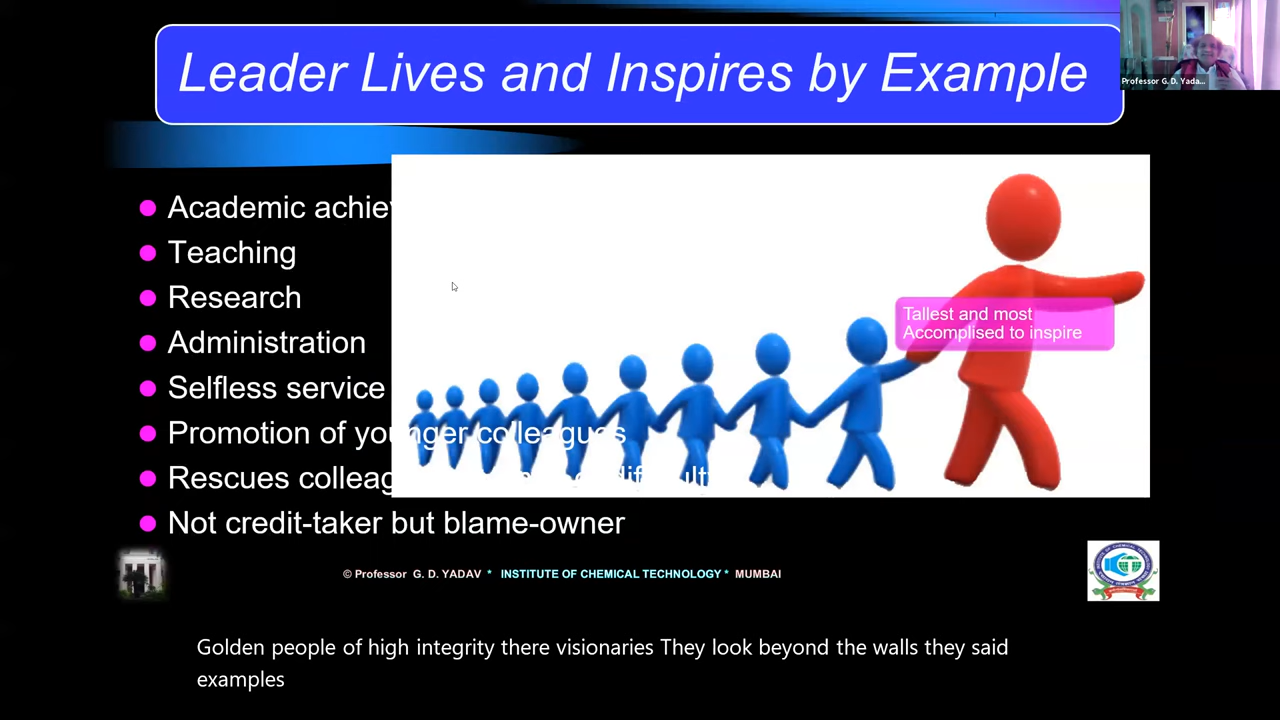 Leader Lives and Inspires by Example
Professor G. D. Yada...
Academic achie
Teaching
Research
Administration
Selfless service
Promotion of younger colleagues
Rescues colleag
Not credit-taker but blame-owner
Tallest and most
Accomplised to inspire
© Professor G. D. YADAV * INSTITUTE OF CHEMICAL TECHNOLOGY * MUMBAI
Golden people of high integrity there visionaries They look beyond the walls they said
examples